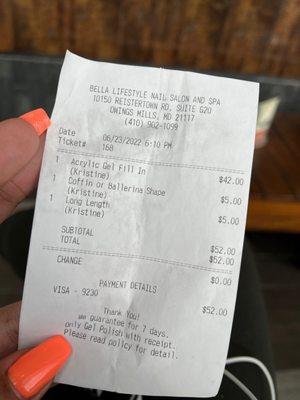 BELLA LIFESTYLE NAIL SALON AND SPA
10150 REISTERTOWN RD, SUITE G20
OWINGS MILLS, MD 21117
(410) 902-1099
Date 06/23/2022 6:10 PM
Ticket# 168
1 Acrylic Gel Fill In $42.00
(Kristine)
1 Coffin or Ballerina Shape $5.00
(Kristine)
1 Long Length $5.00
(Kristine)
SUBTOTAL $52.00
TOTAL $52.00
CHANGE $0.00
PAYMENT DETAILS
VISA - 9230 $52.00
Thank You!
We guarantee for 7 days,
only Gel Polish with receipt.
Please read policy for detail.